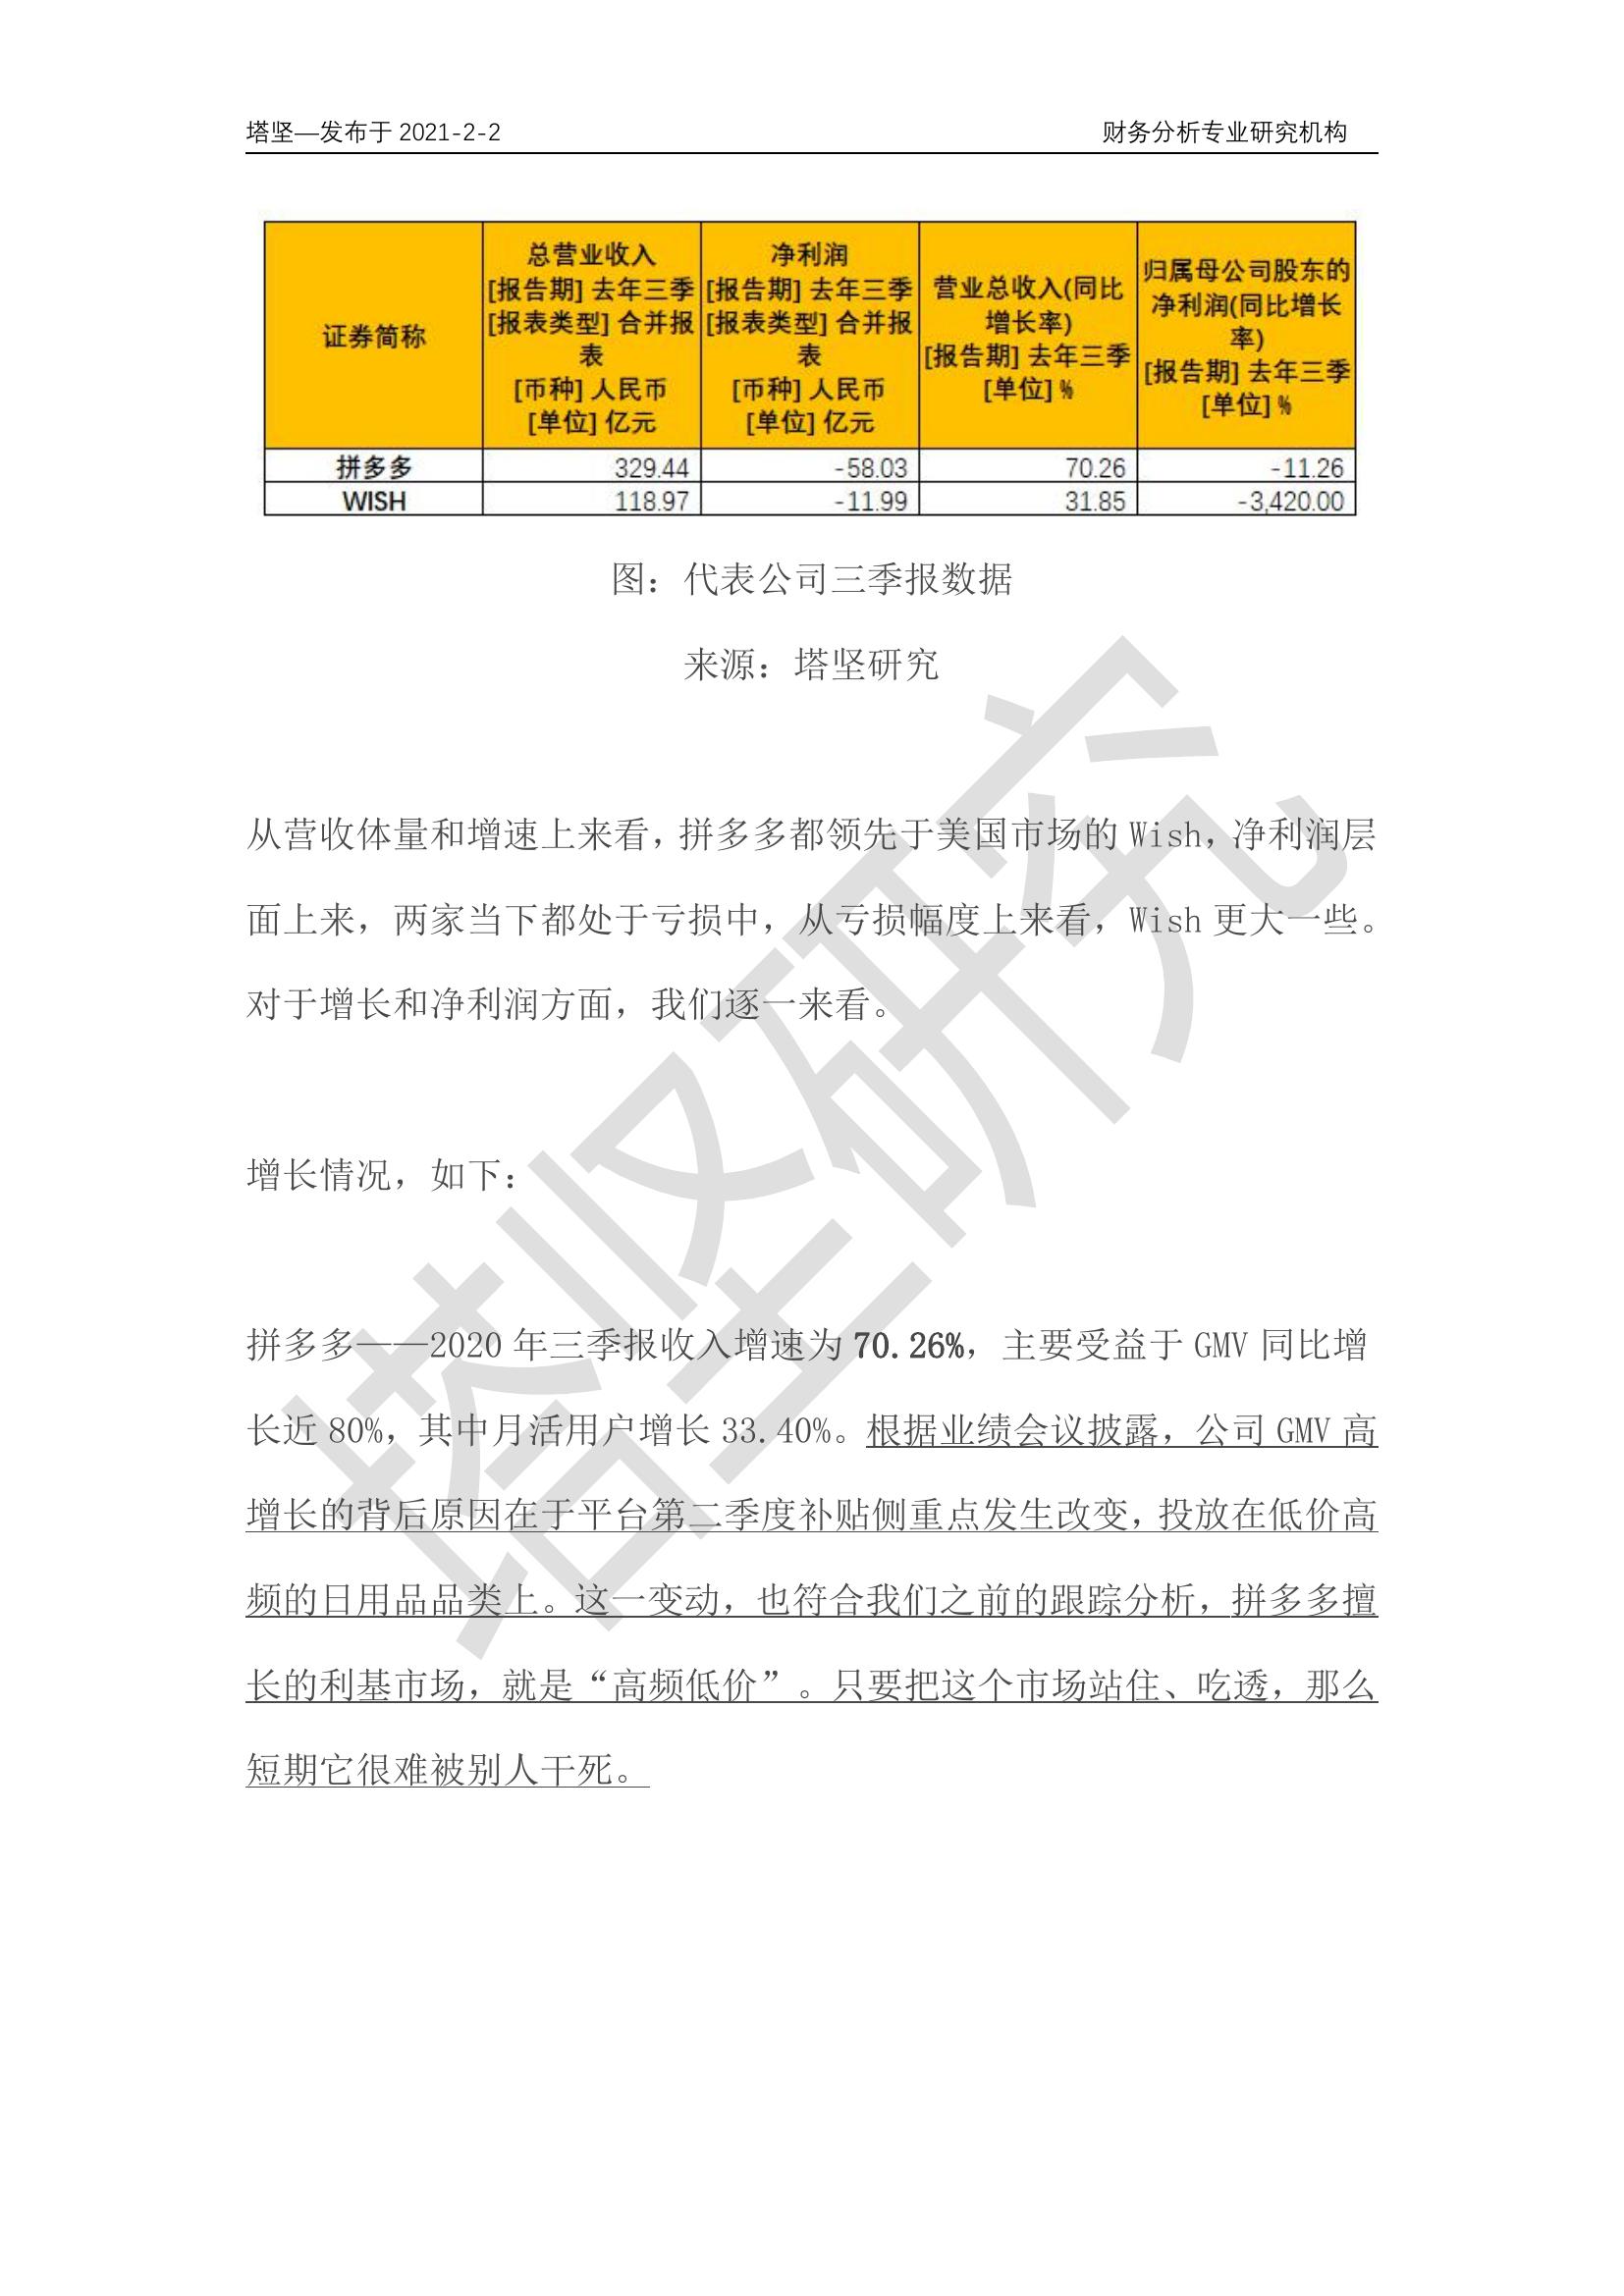 塔坚—发布于 2021-2-2
财务分析专业研究机构
证券简称
总营业收入
[报告期] 去年三季
[报表类型] 合并报
表
[币种] 人民币
[单位] 亿元
净利润
[报告期] 去年三季
[报表类型] 合并报
表
[币种] 人民币
[单位] 亿元
营业总收入(同比
增长率)
[报告期] 去年三季
[单位] %
归属母公司股东的
净利润(同比增长
率)
[报告期] 去年三季
[单位] %
拼多多 329.44 -58.03 70.26 -11.26
WISH 118.97 -11.99 31.85 -3,420.00
图：代表公司三季报数据
来源：塔坚研究
从营收体量和增速上来看，拼多多都领先于美国市场的 Wish，净利润层
面上来，两家当下都处于亏损中，从亏损幅度上来看，Wish 更大一些。
对于增长和净利润方面，我们逐一来看。
增长情况，如下：
拼多多——2020 年三季报收入增速为 70.26%，主要受益于 GMV 同比增
长近 80%，其中月活用户增长 33.40%。根据业绩会议披露，公司 GMV 高
增长的背后原因在于平台第二季度补贴侧重点发生改变，投放在低价高
频的日用品品类上。这一变动，也符合我们之前的跟踪分析，拼多多擅
长的利基市场，就是“高频低价”。只要把这个市场站住、吃透，那么
短期它很难被别人干死。
塔坚研究